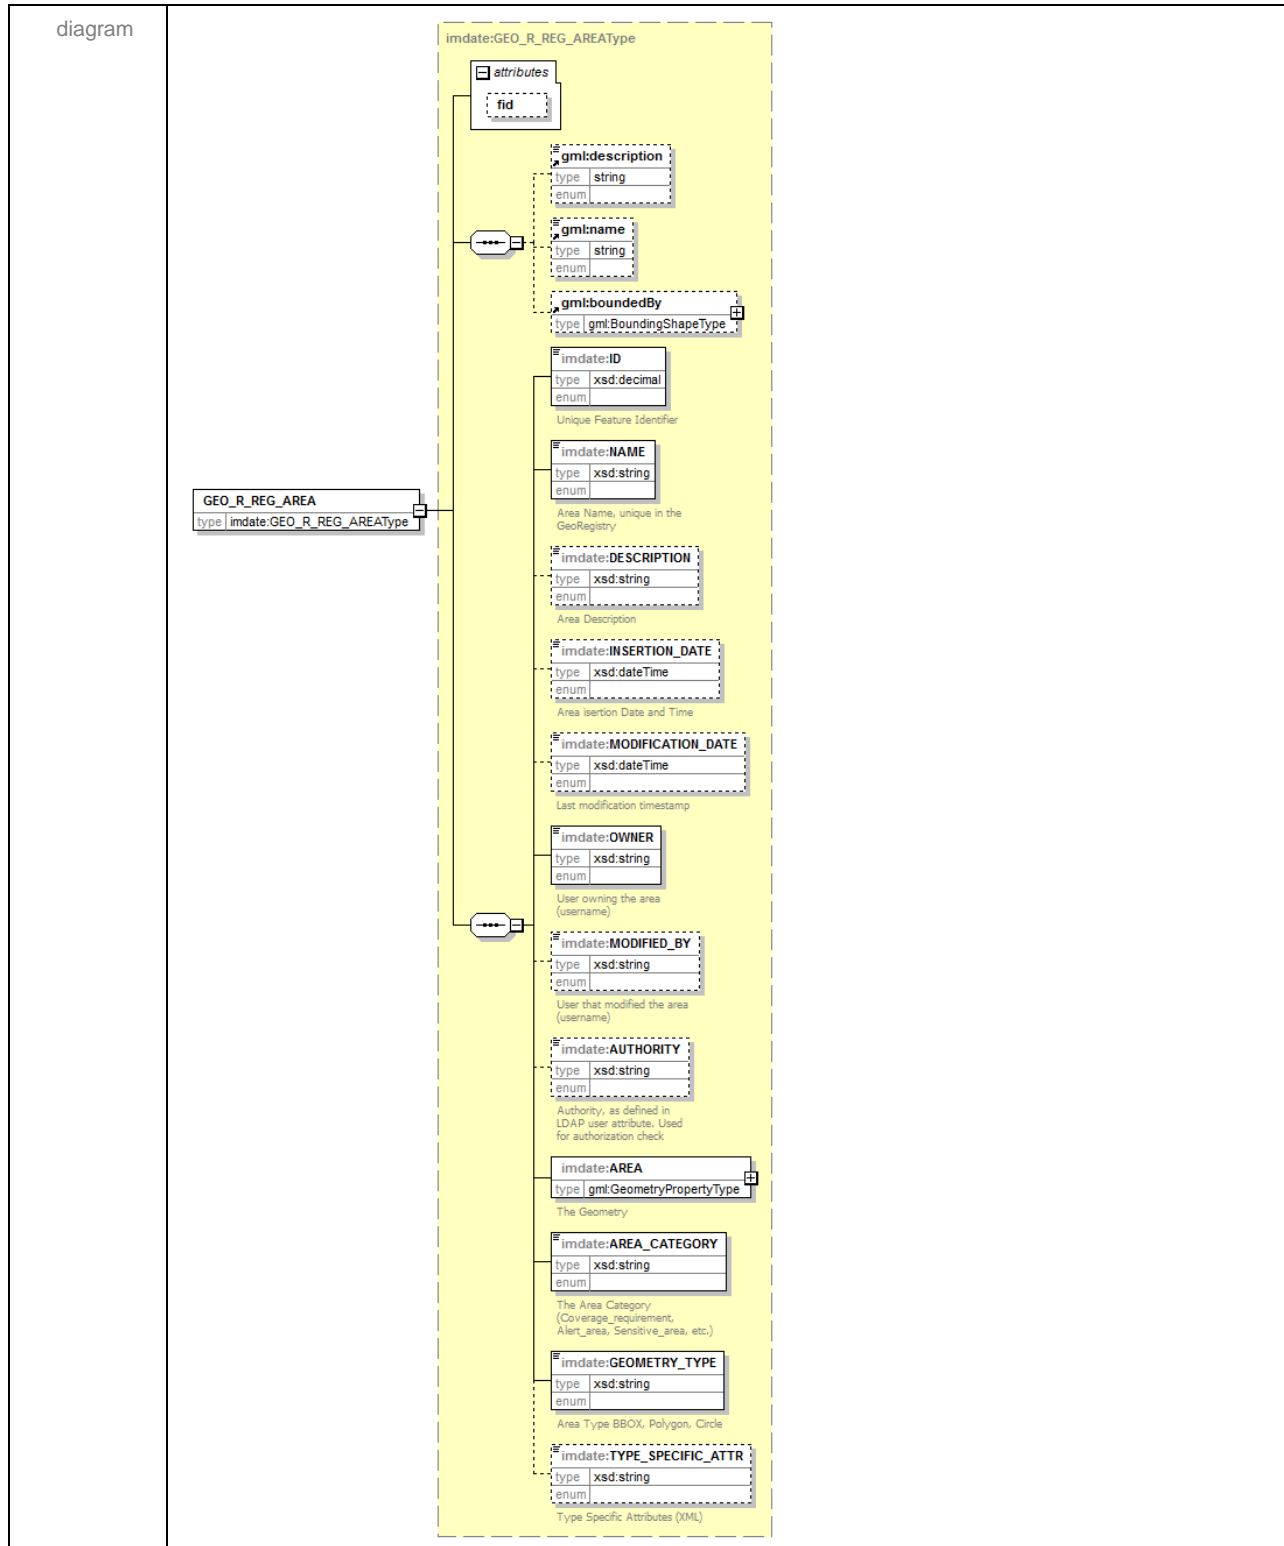 diagram
imdate:GEO_R_REG_AREAType
attributes
fid
gml:description
type string
enum
gml:name
type string
enum
gml:boundedBy
type gml:BoundingShapeType
imdate:ID
type xsd:decimal
enum
Unique Feature Identifier
imdate:NAME
type xsd:string
enum
Area Name, unique in the
GeoRegistry
GEO_R_REG_AREA
type imdate:GEO_R_REG_AREAType
imdate:DESCRIPTION
type xsd:string
enum
Area Description
imdate:INSERTION_DATE
type xsd:dateTime
enum
Area isertion Date and Time
imdate:MODIFICATION_DATE
type xsd:dateTime
enum
Last modification timestamp
imdate:OWNER
type xsd:string
enum
User owning the area
(username)
imdate:MODIFIED_BY
type xsd:string
enum
User that modified the area
(username)
imdate:AUTHORITY
type xsd:string
enum
Authority, as defined in
LDAP user attribute. Used
for authorization check
imdate:AREA
type gml:GeometryPropertyType
The Geometry
imdate:AREA_CATEGORY
type xsd:string
enum
The Area Category
(Coverage_requirement,
Alert_area, Sensitive_area, etc.)
imdate:GEOMETRY_TYPE
type xsd:string
enum
Area Type BBOX, Polygon, Circle
imdate:TYPE_SPECIFIC_ATTR
type xsd:string
enum
Type Specific Attributes (XML)